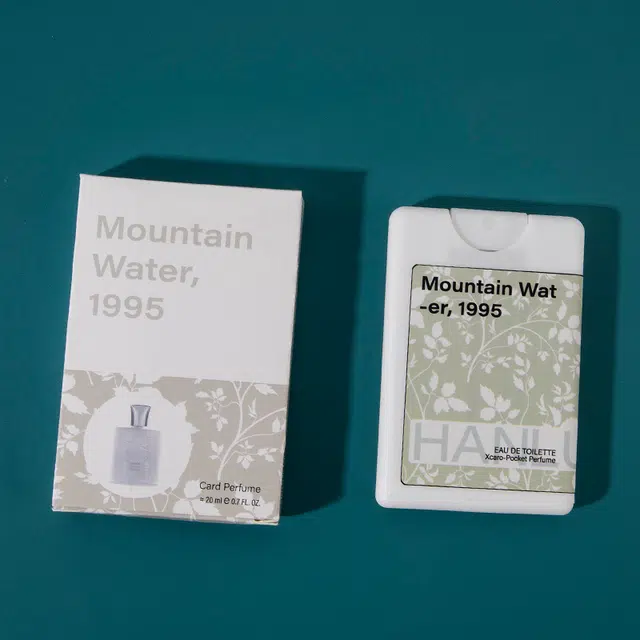 Mountain
Water,
1995
Card Perfume
= 20 ml e 0.7 FL. OZ.
Mountain Wat
-er, 1995
HANLU
EAU DE TOILETTE
Xcaro-Pocket Perfume